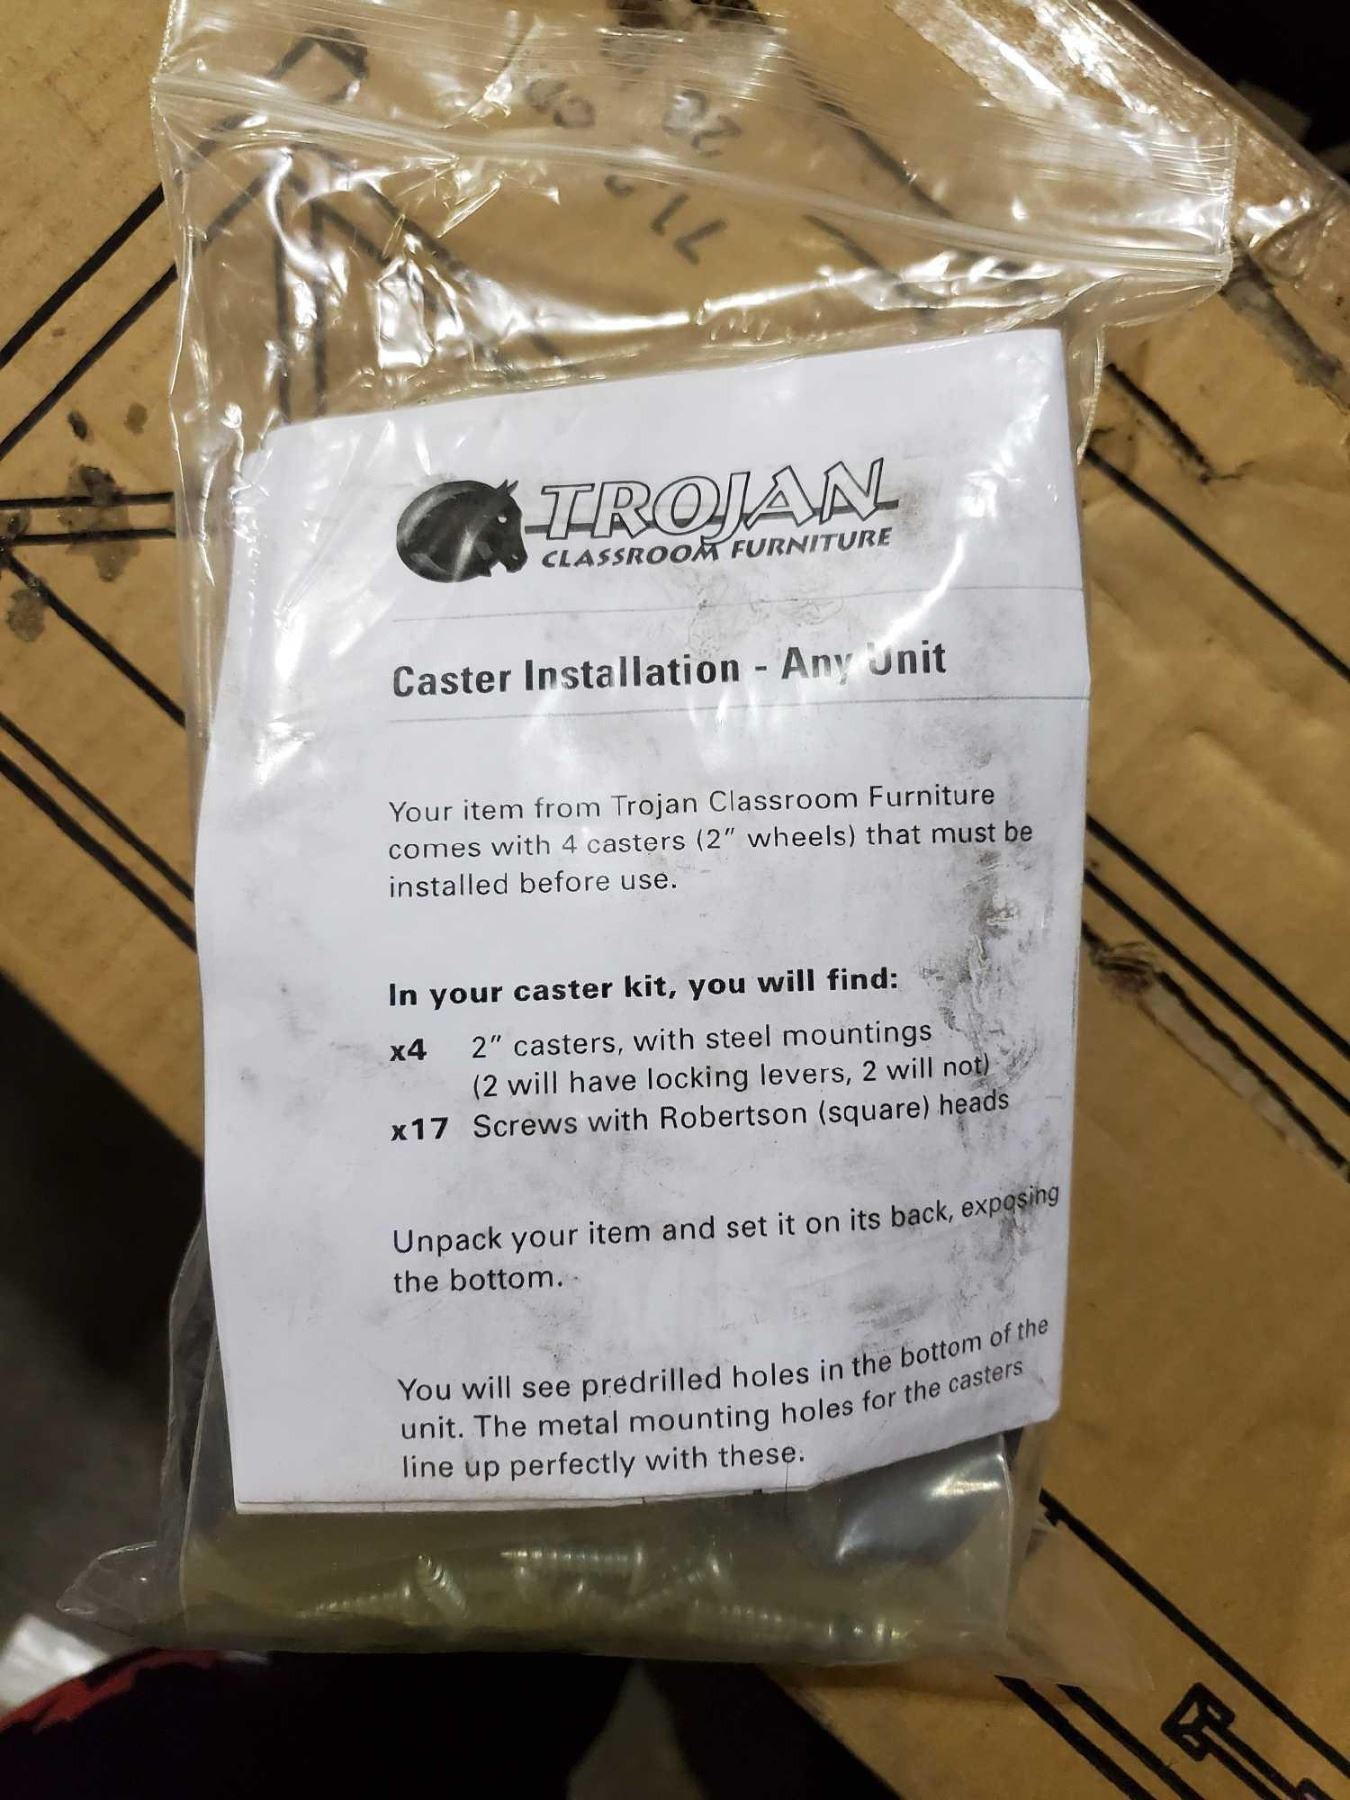 TROJAN
CLASSROOM FURNITURE
Caster Installation - Any Unit
Your item from Trojan Classroom Furniture
comes with 4 casters (2” wheels) that must be
installed before use.
In your caster kit, you will find:
x4 2” casters, with steel mountings
(2 will have locking levers, 2 will not)
x17 Screws with Robertson (square) heads
Unpack your item and set it on its back, exposing
the bottom.
You will see predrilled holes in the bottom of the
unit. The metal mounting holes for the casters
line up perfectly with these.